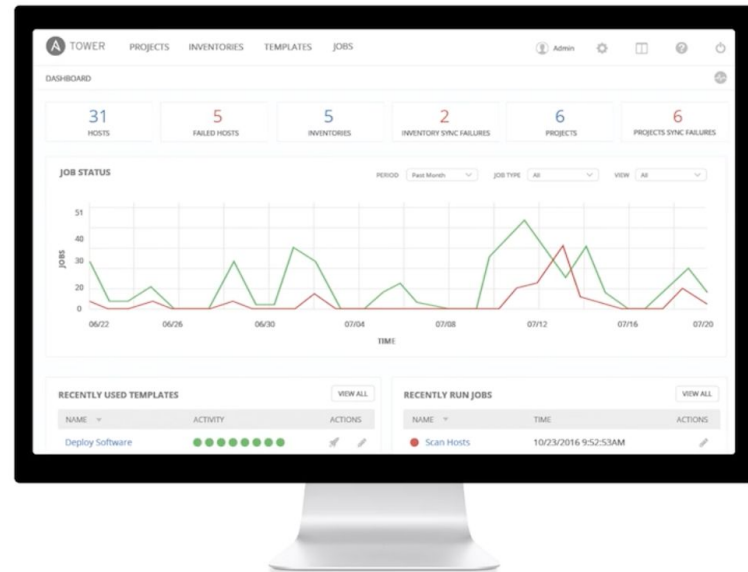 A TOWER PROJECTS INVENTORIES TEMPLATES JOBS Admin ?
DASHBOARD
31 5 5 2 6 6
HOSTS FAILED HOSTS INVENTORIES INVENTORY SYNC FAILURES PROJECTS PROJECTS SYNC FAILURES
JOB STATUS PERIOD Past Month JOB TYPE All VIEW All
51
40
30
20
0
JOBS
06/22 06/26 06/30 07/04 07/08 07/12 07/16 07/20
TIME
RECENTLY USED TEMPLATES VIEW ALL
NAME ACTIVITY ACTIONS
Deploy Software
RECENTLY RUN JOBS VIEW ALL
NAME TIME ACTIONS
Scan Hosts 10/23/2016 9:52:53AM